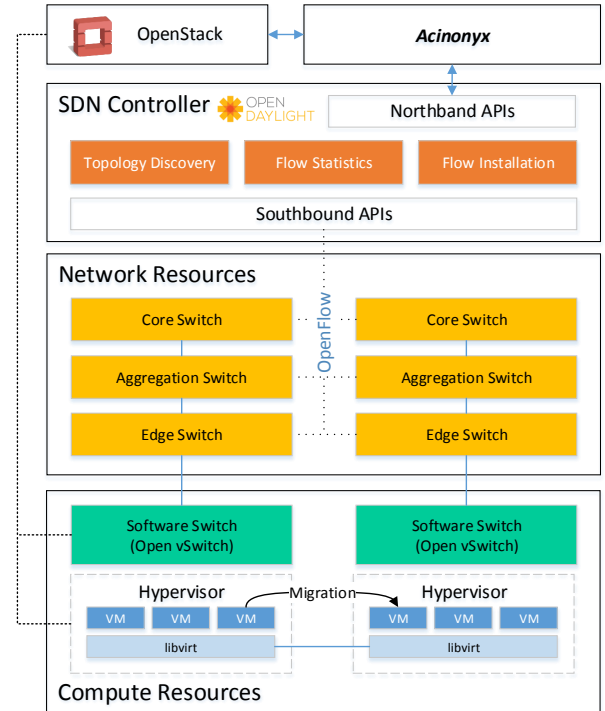 OpenStack
Acinonyx
SDN Controller
OPEN
DAYLIGHT
Northband APIs
Topology Discovery
Flow Statistics
Flow Installation
Southbound APIs
Network Resources
OpenFlow
Core Switch
Core Switch
Aggregation Switch
Aggregation Switch
Edge Switch
Edge Switch
Software Switch
(Open vSwitch)
Software Switch
(Open vSwitch)
Hypervisor
Migration
Hypervisor
VM
VM
VM
VM
VM
VM
libvirt
libvirt
Compute Resources